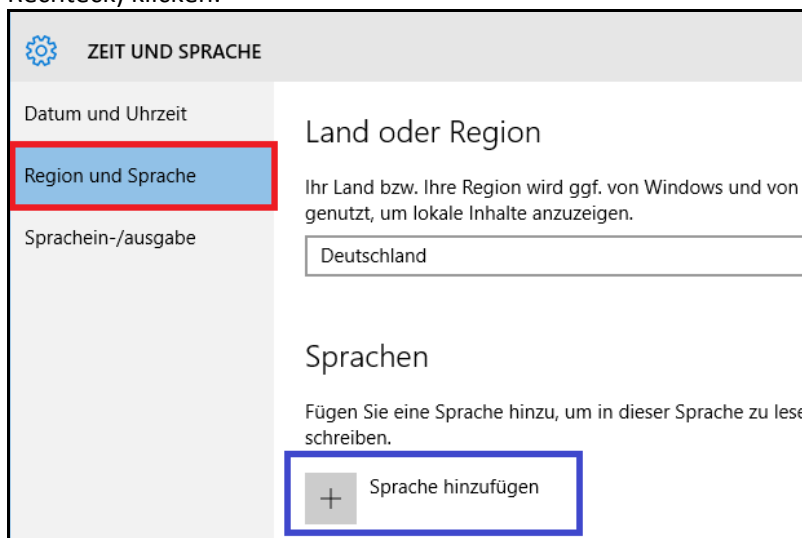 Rechteck) klicken:
ZEIT UND SPRACHE
Datum und Uhrzeit
Region und Sprache
Sprachein-/ausgabe
Land oder Region
Ihr Land bzw. Ihre Region wird ggf. von Windows und von
genutzt, um lokale Inhalte anzuzeigen.
Deutschland
Sprachen
Fügen Sie eine Sprache hinzu, um in dieser Sprache zu lese
schreiben.
Sprache hinzufügen